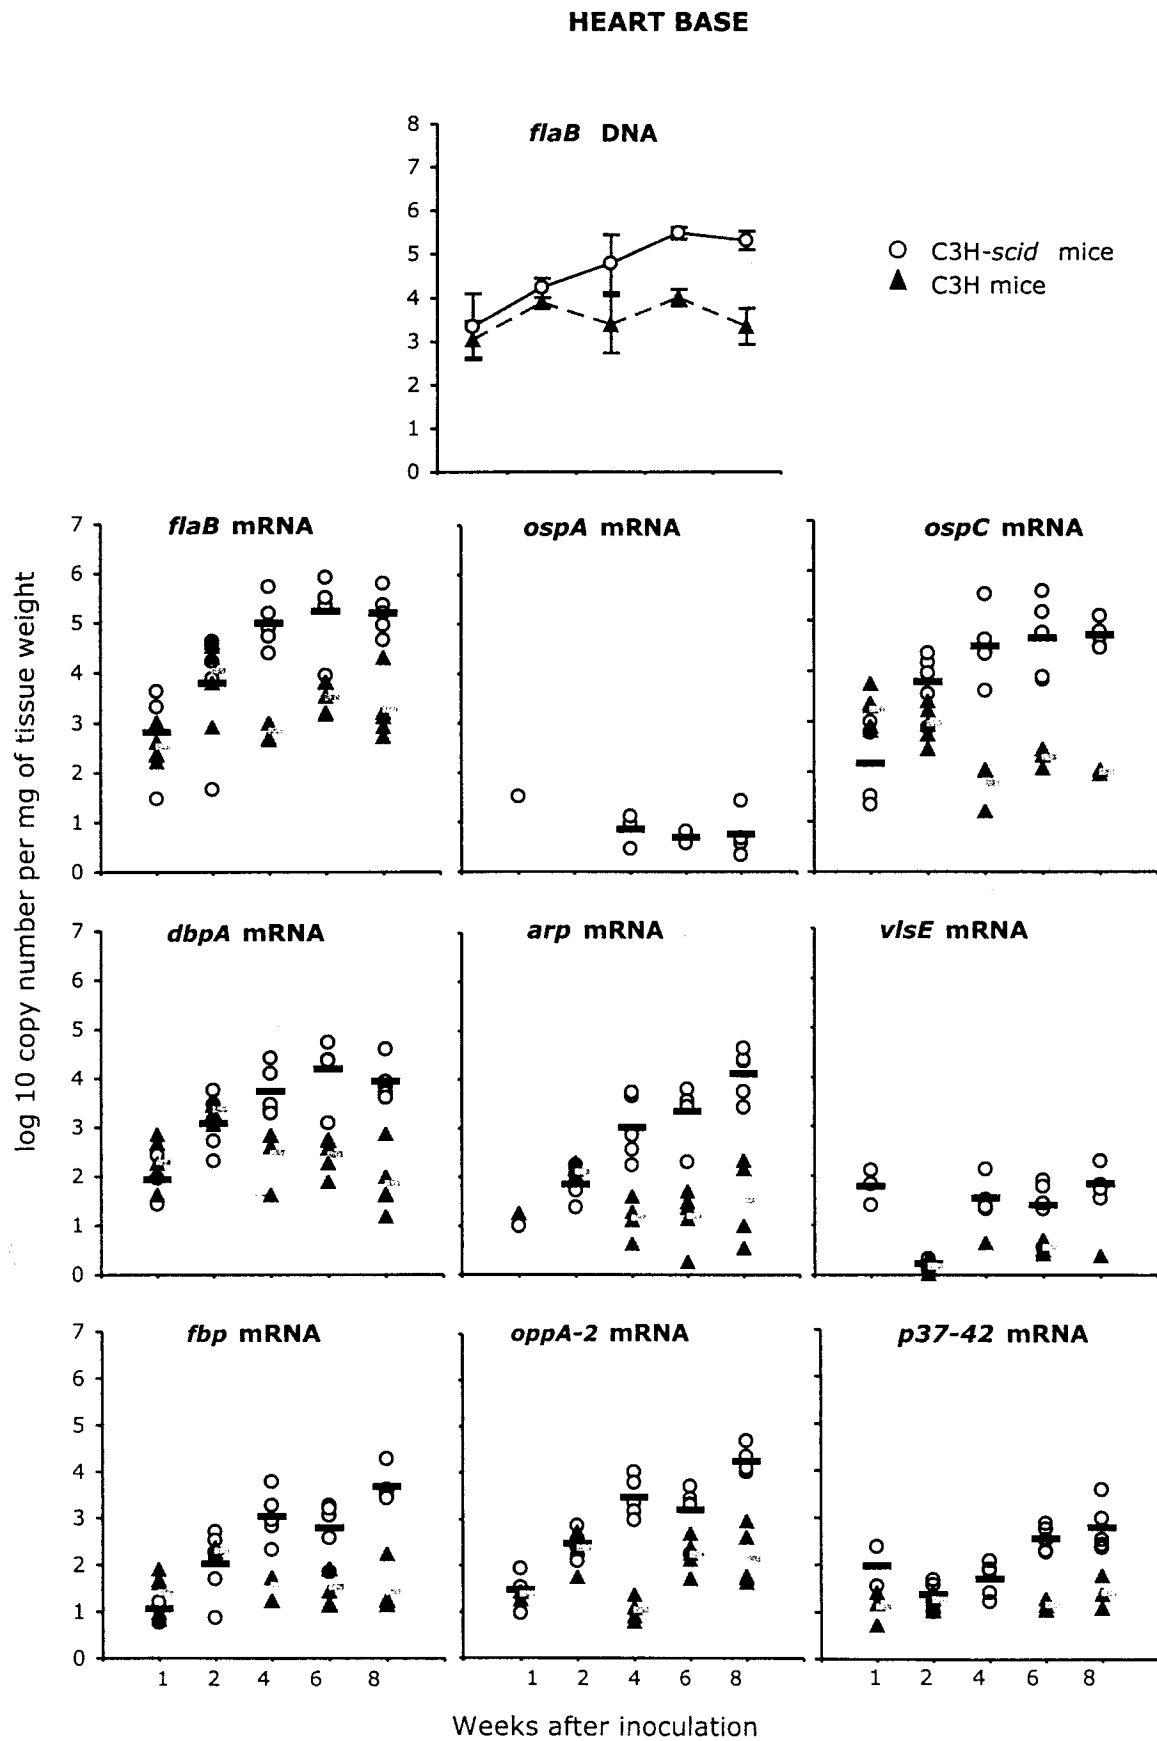 HEART BASE
flaB DNA
8
7
6
5
4
3
2
1
0
C3H-scid mice
C3H mice
log 10 copy number per mg of tissue weight
flaB mRNA
ospA mRNA
ospC mRNA
7
6
5
4
3
2
1
0
dbpA mRNA
arp mRNA
vlsE mRNA
7
6
5
4
3
2
1
0
fbp mRNA
oppA-2 mRNA
p37-42 mRNA
7
6
5
4
3
2
1
0
1 2 4 6 8 1 2 4 6 8 1 2 4 6 8
Weeks after inoculation